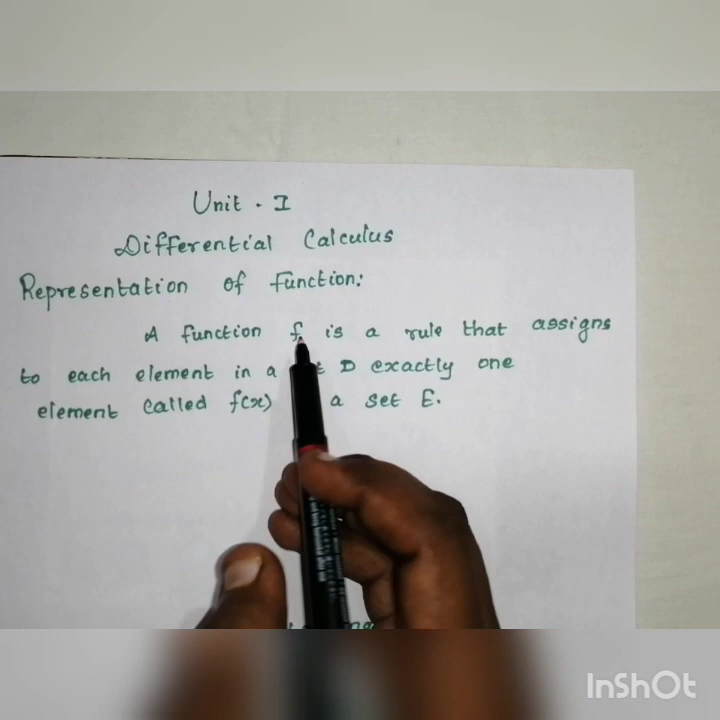 Unit - I
Differential Calculus
Representation of function:
A function f is a rule that assigns
to each element in a D exactly one
element called f(x) a set E.
InShOt